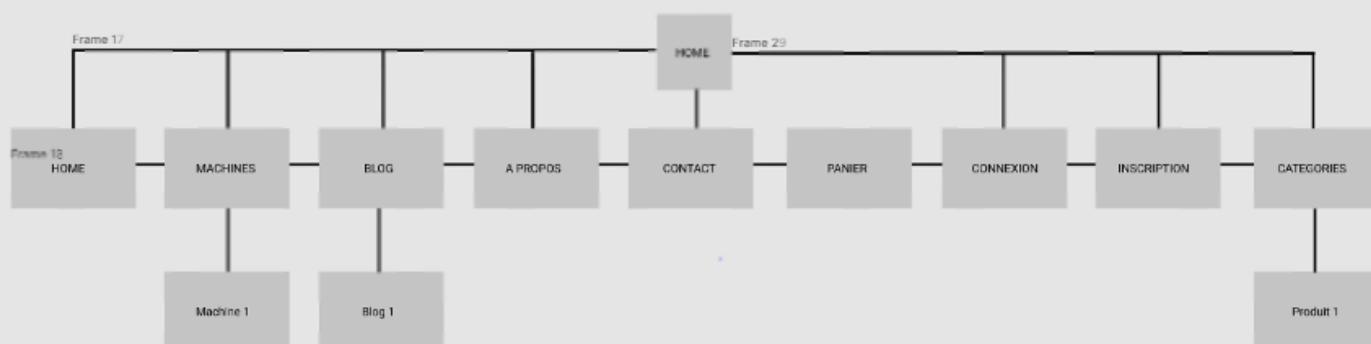 HOME
Frame 17
Frame 29
Frame 18
HOME
MACHINES
BLOG
A PROPOS
CONTACT
PANIER
CONNEXION
INSCRIPTION
CATEGORIES
Machine 1
Blog 1
Produit 1